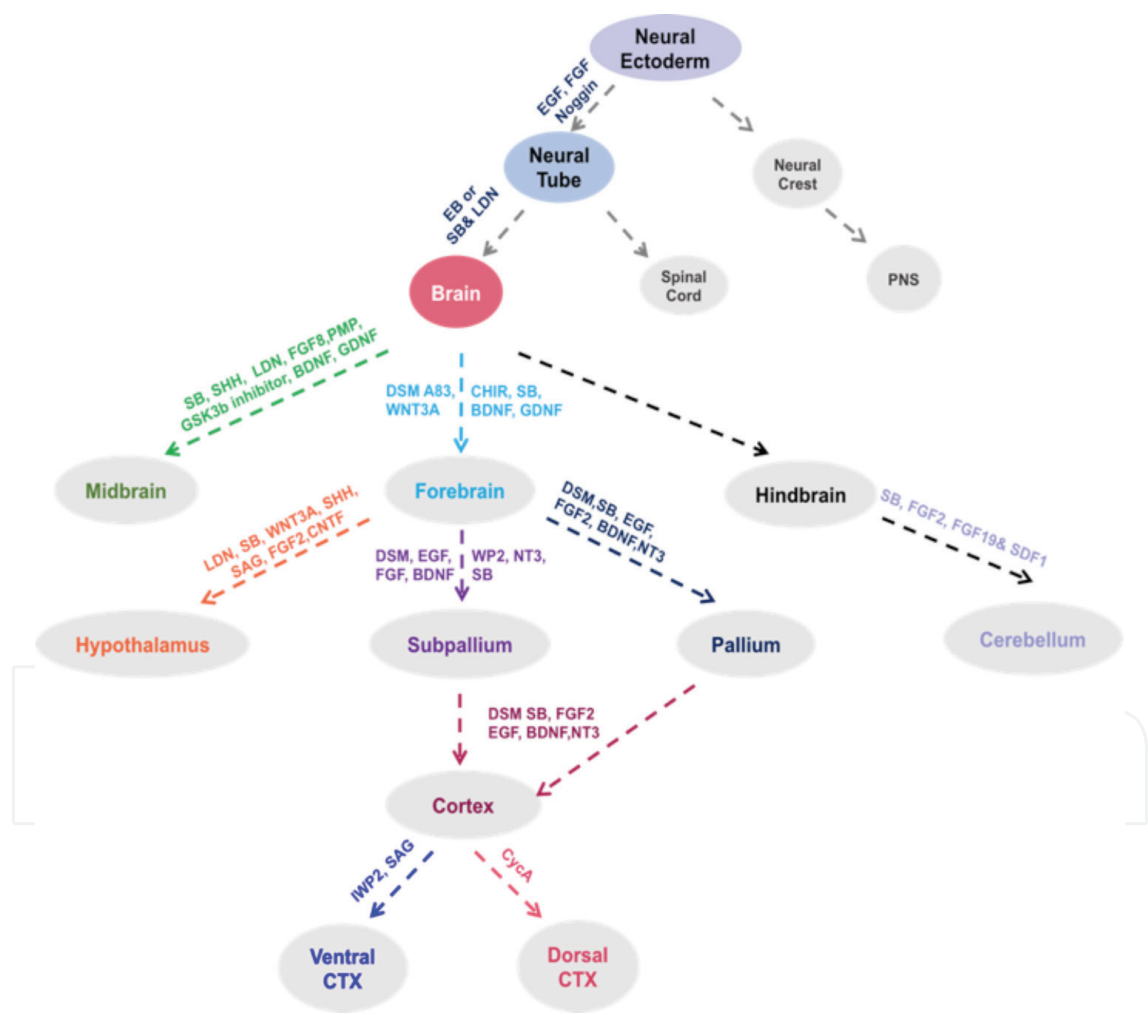 Neural
Ectoderm
EGF, FGF
Noggin
Neural
Tube
Neural
Crest
EB or
SB& LDN
Brain
Spinal
Cord
PNS
SB, SHH, LDN, FGF8,PMP,
GSK3b inhibitor, BDNF, GDNF
DSM A83,
WNT3A
CHIR, SB,
BDNF, GDNF
Midbrain
Forebrain
Hindbrain
LDN, SB, WNT3A, SHH,
SAG, FGF2,CNTF
DSM, EGF,
FGF, BDNF
WP2, NT3,
SB
DSM,SB, EGF,
FGF2, BDNF,NT3
SB, FGF2, FGF19& SDF1
Hypothalamus
Subpallium
Pallium
Cerebellum
DSM SB, FGF2
EGF, BDNF,NT3
Cortex
IWP2, SAG
CycA
Ventral
CTX
Dorsal
CTX